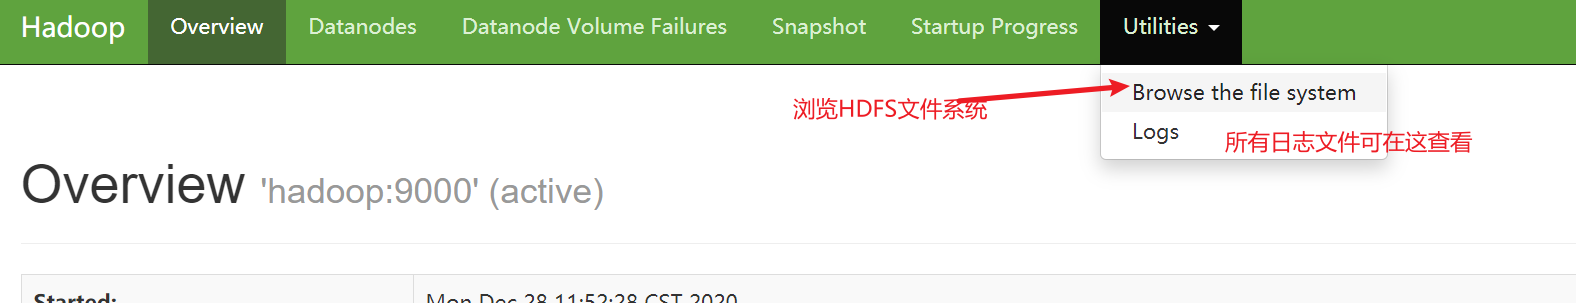 Hadoop Overview Datanodes Datanode Volume Failures Snapshot Startup Progress Utilities
浏览HDFS文件系统 Browse the file system
Logs 所有日志文件可在这查看
Overview 'hadoop:9000' (active)
Started: Mon Dec 28 11:52:28 CST 2020